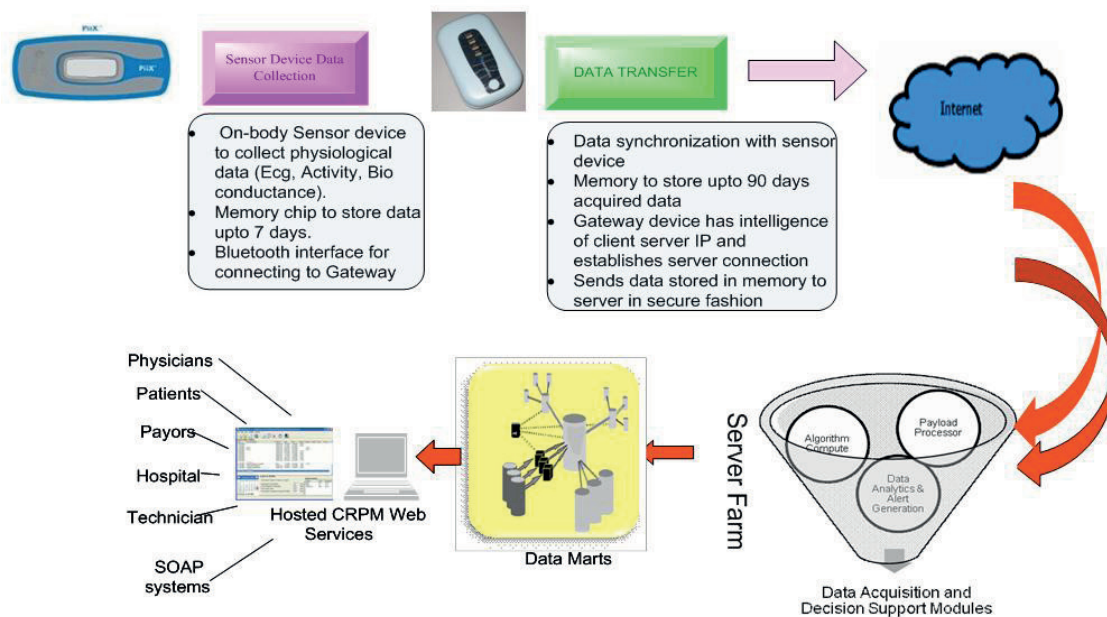 PiiX™
PiiX™
Sensor Device Data
Collection
DATA TRANSFER
Internet
• On-body Sensor device
to collect physiological
data (Ecg, Activity, Bio
conductance).
• Memory chip to store data
upto 7 days.
• Bluetooth interface for
connecting to Gateway
• Data synchronization with sensor
device
• Memory to store upto 90 days
acquired data
• Gateway device has intelligence
of client server IP and
establishes server connection
• Sends data stored in memory to
server in secure fashion
Physicians
Patients
Payors
Hospital
Technician
SOAP
systems
Hosted CRPM Web
Services
Data Marts
Server Farm
Algorithm
Compute
Payload
Processor
Data
Analytics &
Alert
Generation
Data Acquisition and
Decision Support Modules